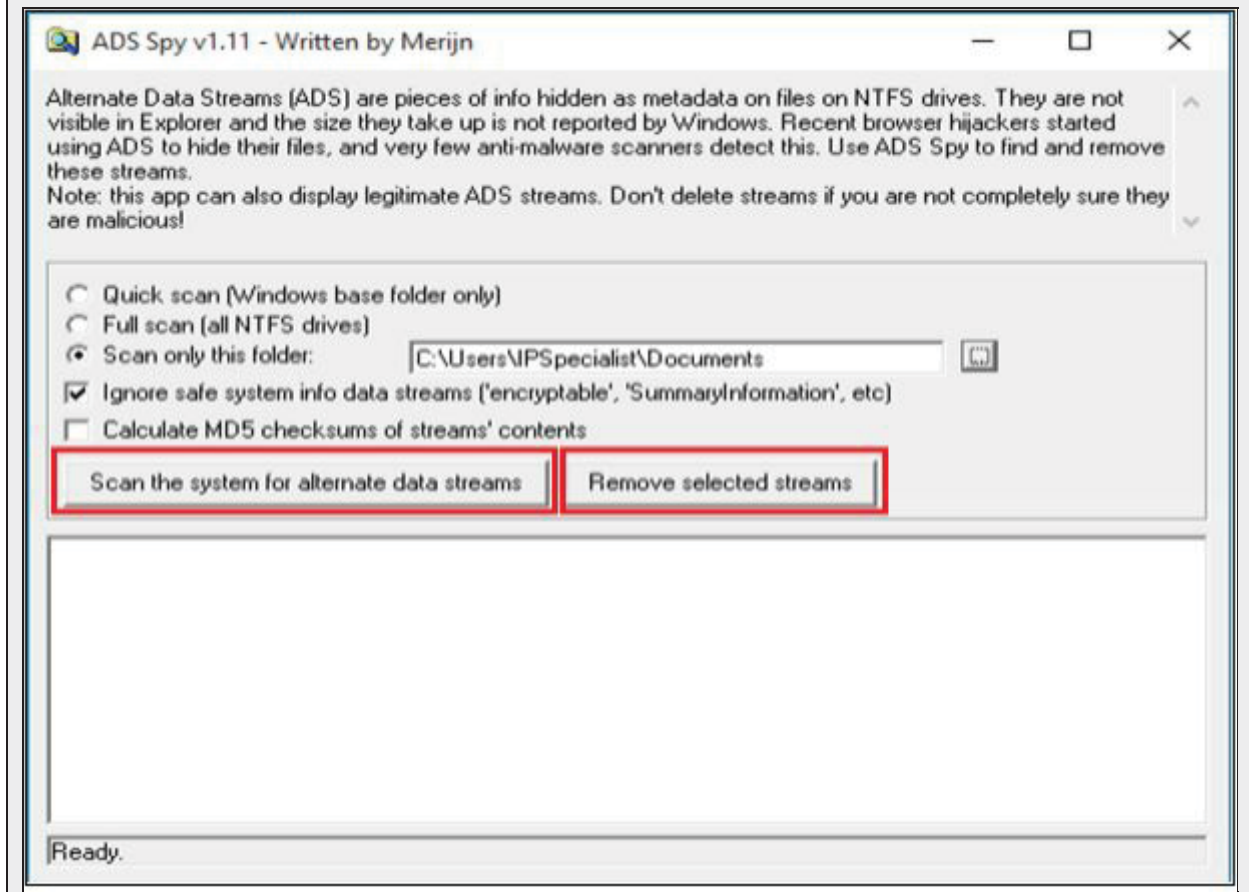 ADS Spy v1.11 - Written by Merijn
Alternate Data Streams (ADS) are pieces of info hidden as metadata on files on NTFS drives. They are not
visible in Explorer and the size they take up is not reported by Windows. Recent browser hijackers started
using ADS to hide their files, and very few anti-malware scanners detect this. Use ADS Spy to find and remove
these streams.
Note: this app can also display legitimate ADS streams. Don't delete streams if you are not completely sure they
are malicious!
Quick scan (Windows base folder only)
Full scan (all NTFS drives)
Scan only this folder: C:\Users\IPSpecialist\Documents
Ignore safe system info data streams ('encryptable', 'SummaryInformation', etc)
Calculate MD5 checksums of streams' contents
Scan the system for alternate data streams Remove selected streams
Ready.